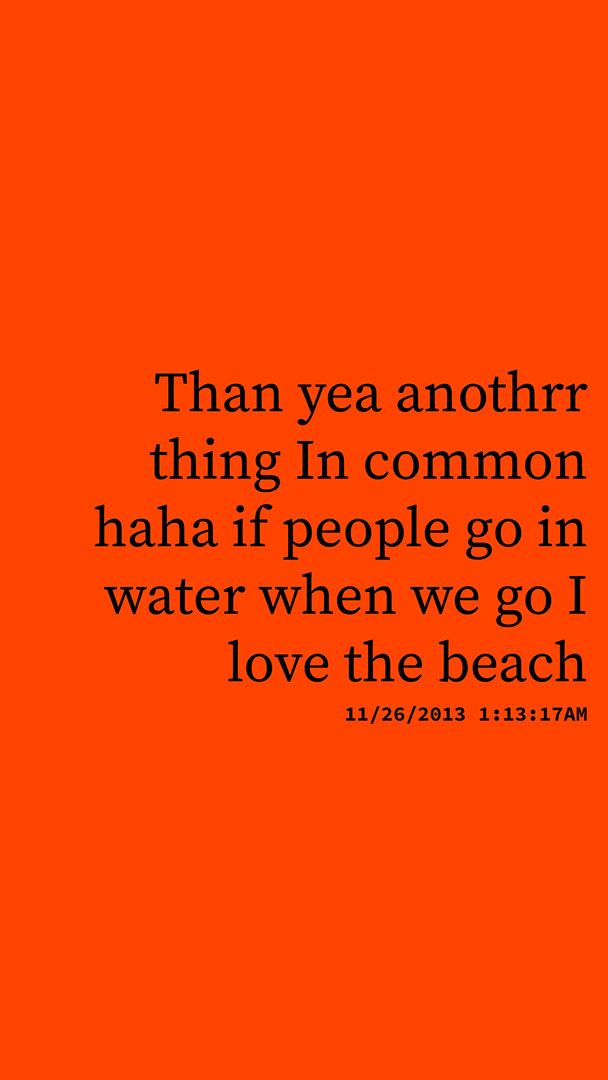 Than yea anothrr
thing In common
haha if people go in
water when we go I
love the beach
11/26/2013 1:13:17AM